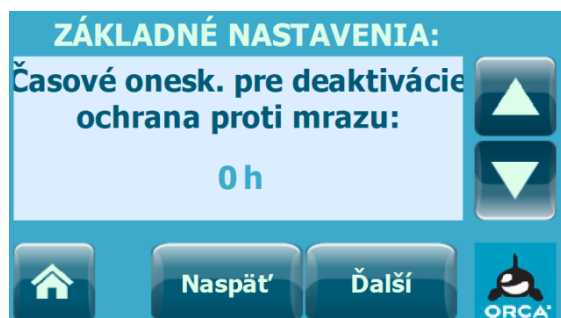 ZÁKLADNÉ NASTAVENIA:
Časové onesk. pre deaktivácie
ochrana proti mrazu:
0 h
Naspäť
Ďalší
ORCA